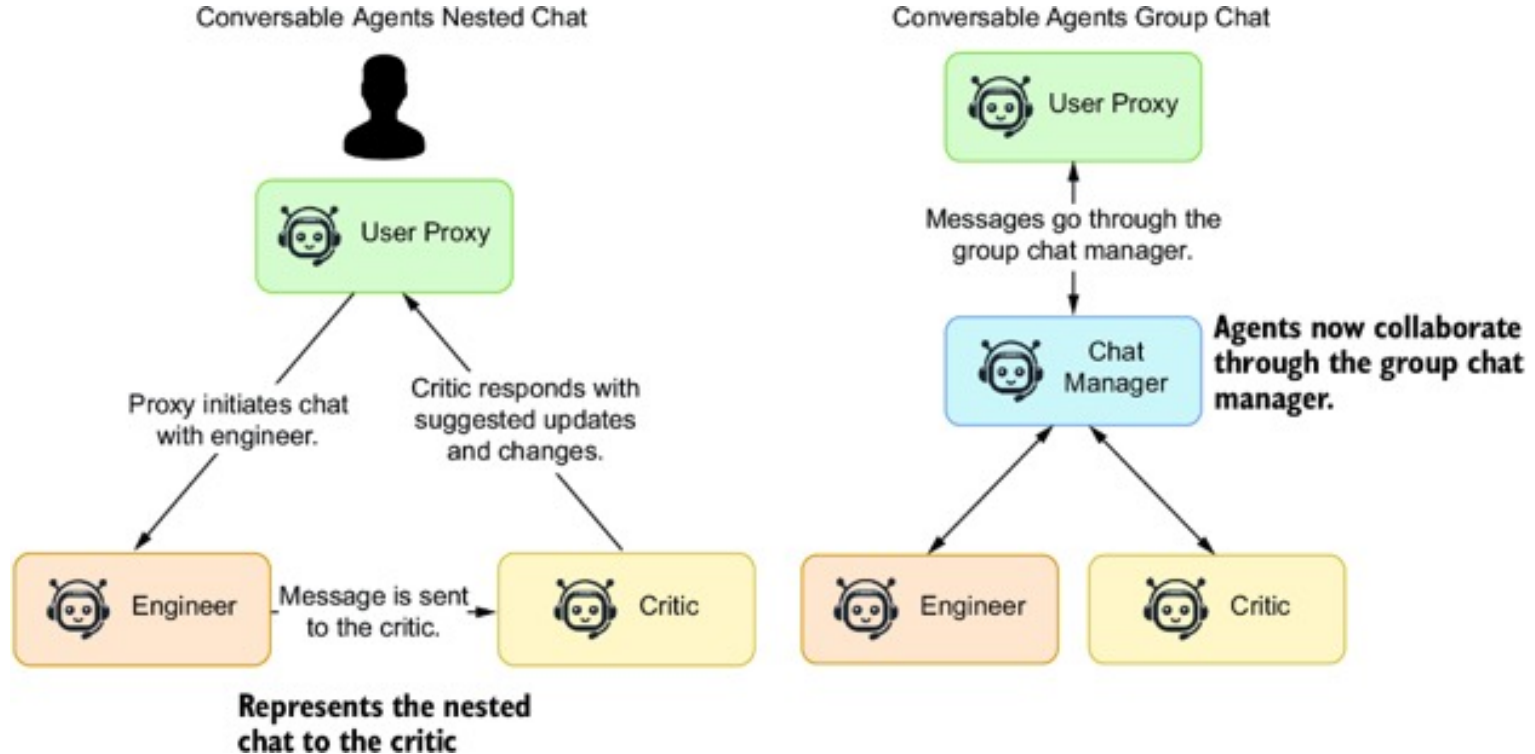 Conversable Agents Nested Chat
User Proxy
Proxy initiates chat
with engineer.
Critic responds with
suggested updates
and changes.
Engineer
Message is sent
to the critic.
Critic
Represents the nested
chat to the critic
Conversable Agents Group Chat
User Proxy
Messages go through the
group chat manager.
Chat
Manager
Agents now collaborate
through the group chat
manager.
Engineer
Critic